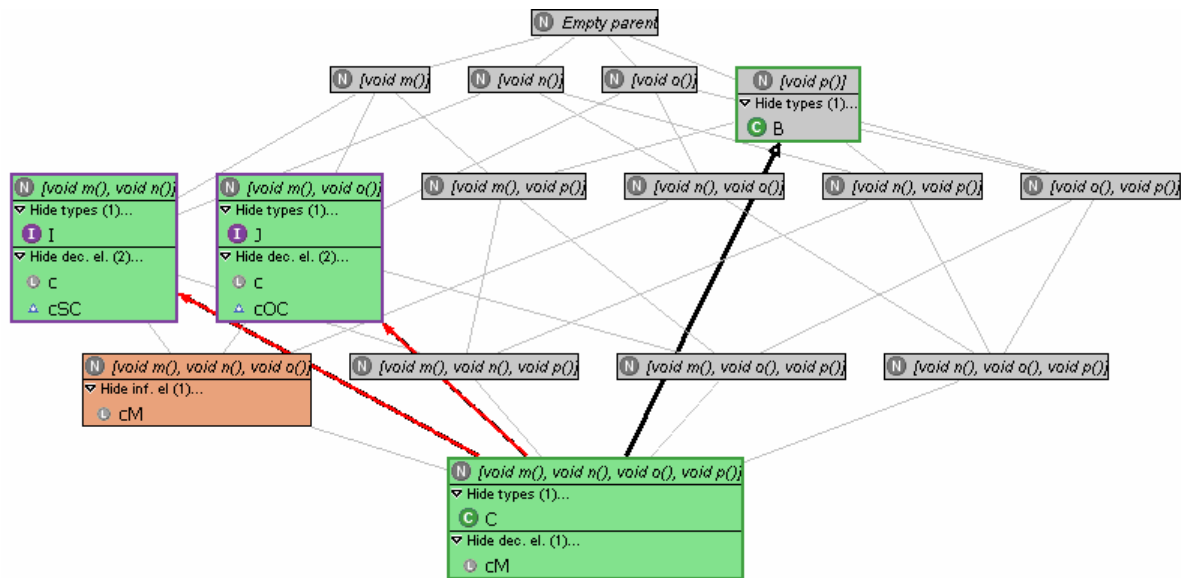 N Empty parent
N [void m()]
N [void n()]
N [void o()]
N [void p()]
Hide types (1)...
C B
N [void m(), void n()]
Hide types (1)...
I I
Hide dec. el. (2)...
L c
cSC
N [void m(), void o()]
Hide types (1)...
I J
Hide dec. el. (2)...
L c
cOC
N [void m(), void p()]
N [void n(), void o()]
N [void n(), void p()]
N [void o(), void p()]
N [void m(), void n(), void o()]
Hide inf. el (1)...
L cM
N [void m(), void n(), void p()]
N [void m(), void o(), void p()]
N [void n(), void o(), void p()]
N [void m(), void n(), void o(), void p()]
Hide types (1)...
C C
Hide dec. el. (1)...
L cM